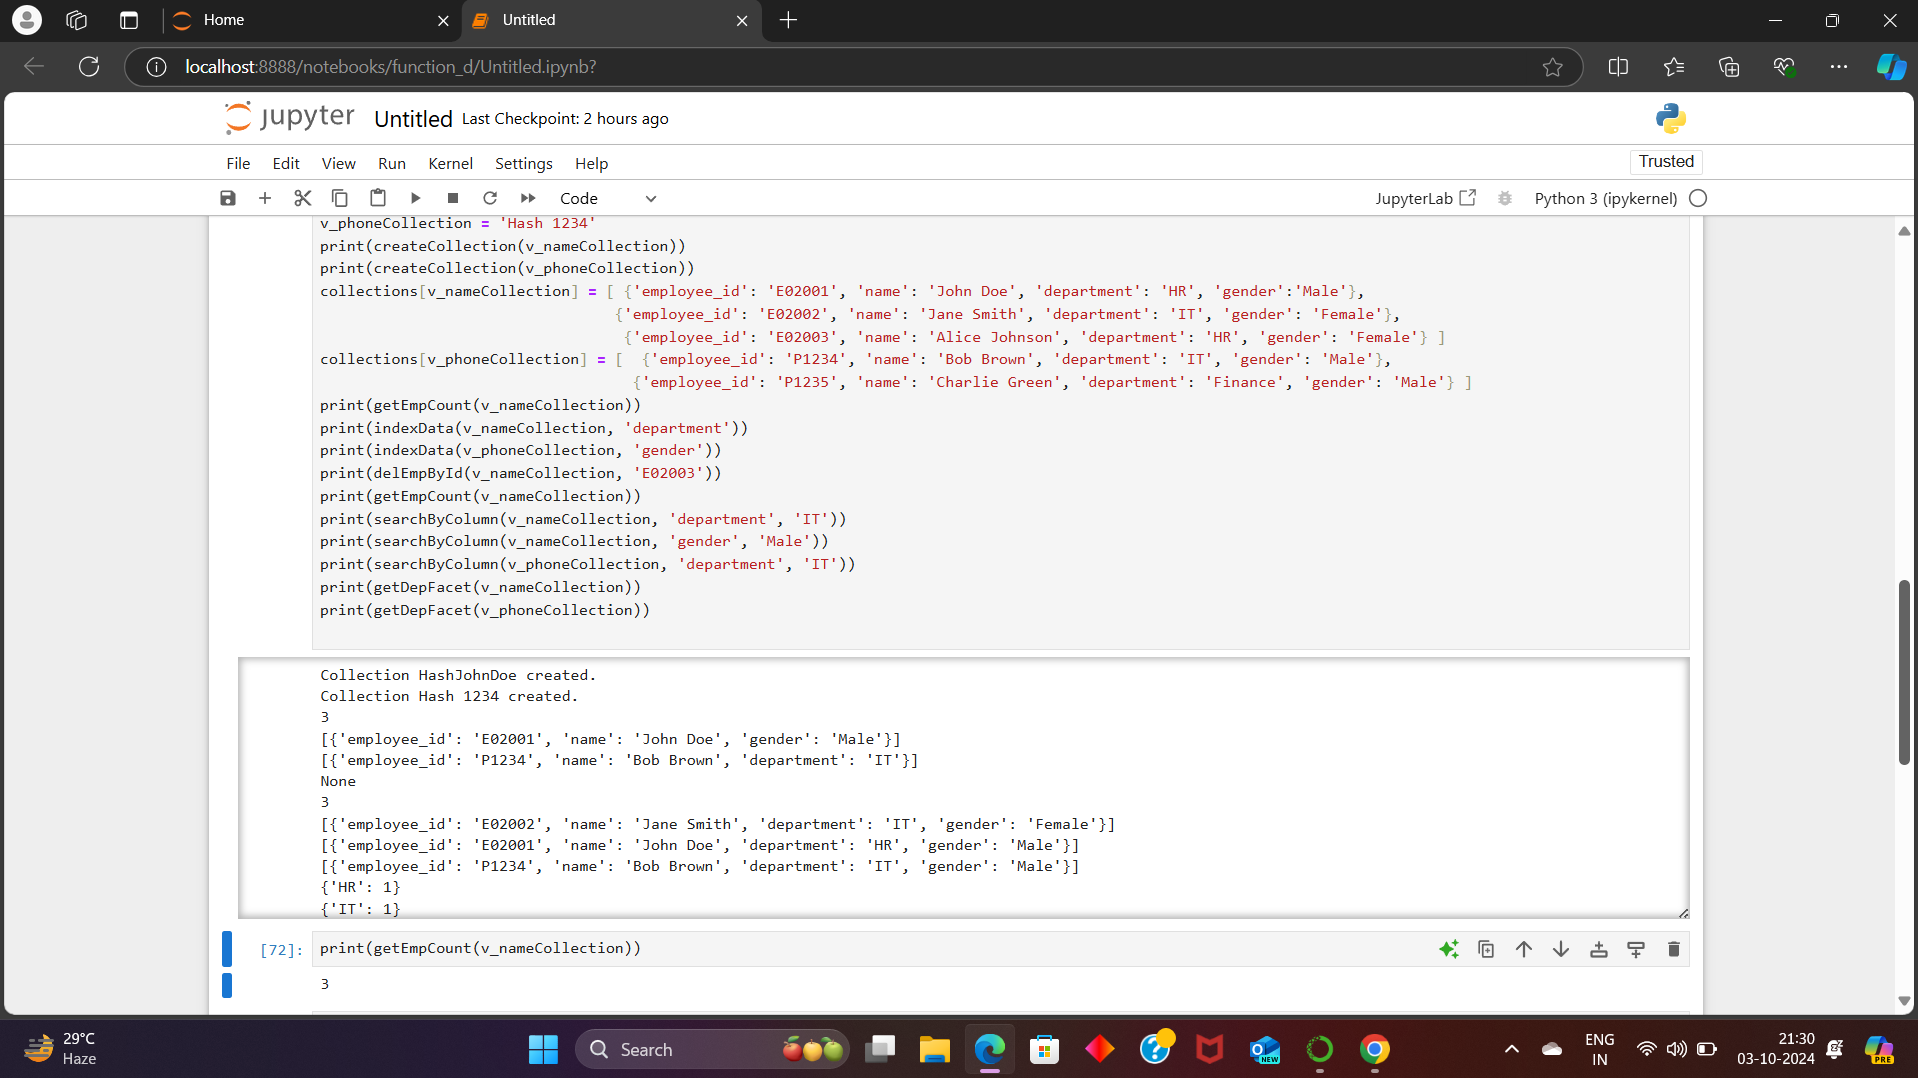 Home
Untitled
localhost:8888/notebooks/function_d/Untitled.ipynb?
jupyter Untitled Last Checkpoint: 2 hours ago
File Edit View Run Kernel Settings Help
Trusted
Code
JupyterLab
Python 3 (ipykernel)
v_phoneCollection = 'Hash 1234'
print(createCollection(v_nameCollection))
print(createCollection(v_phoneCollection))
collections[v_nameCollection] = [ {'employee_id': 'E02001', 'name': 'John Doe', 'department': 'HR', 'gender':'Male'},
{'employee_id': 'E02002', 'name': 'Jane Smith', 'department': 'IT', 'gender': 'Female'},
{'employee_id': 'E02003', 'name': 'Alice Johnson', 'department': 'HR', 'gender': 'Female'} ]
collections[v_phoneCollection] = [  {'employee_id': 'P1234', 'name': 'Bob Brown', 'department': 'IT', 'gender': 'Male'},
{'employee_id': 'P1235', 'name': 'Charlie Green', 'department': 'Finance', 'gender': 'Male'} ]
print(getEmpCount(v_nameCollection))
print(indexData(v_nameCollection, 'department'))
print(indexData(v_phoneCollection, 'gender'))
print(delEmpById(v_nameCollection, 'E02003'))
print(getEmpCount(v_nameCollection))
print(searchByColumn(v_nameCollection, 'department', 'IT'))
print(searchByColumn(v_nameCollection, 'gender', 'Male'))
print(searchByColumn(v_phoneCollection, 'department', 'IT'))
print(getDepFacet(v_nameCollection))
print(getDepFacet(v_phoneCollection))
Collection HashJohnDoe created.
Collection Hash 1234 created.
3
[{'employee_id': 'E02001', 'name': 'John Doe', 'gender': 'Male'}]
[{'employee_id': 'P1234', 'name': 'Bob Brown', 'department': 'IT'}]
None
3
[{'employee_id': 'E02002', 'name': 'Jane Smith', 'department': 'IT', 'gender': 'Female'}]
[{'employee_id': 'E02001', 'name': 'John Doe', 'department': 'HR', 'gender': 'Male'}]
[{'employee_id': 'P1234', 'name': 'Bob Brown', 'department': 'IT', 'gender': 'Male'}]
{'HR': 1}
{'IT': 1}
[72]: print(getEmpCount(v_nameCollection))
3
29°C
Haze
Search
NEW
ENG
IN
21:30
03-10-2024
PRE